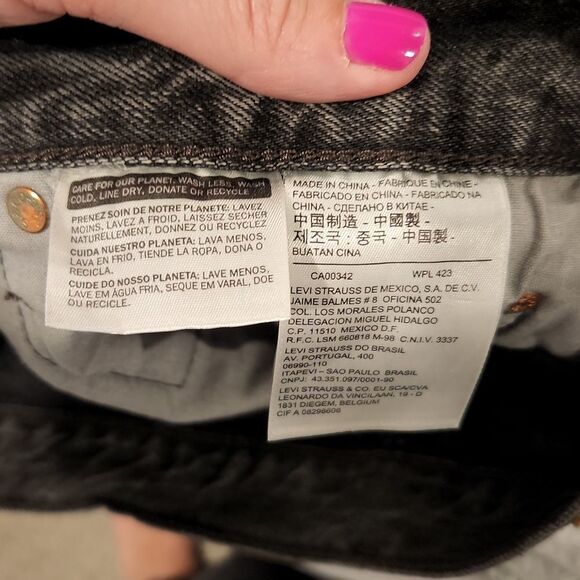 CARE FOR OUR PLANET: WASH LESS, WASH
COLD, LINE DRY, DONATE OR RECYCLE
PRENEZ SOIN DE NOTRE PLANETE: LAVEZ
MOINS, LAVEZ A FROID, LAISSEZ SECHER
NATURELLEMENT, DONNEZ OU RECYCLEZ
CUIDA NUESTRO PLANETA: LAVA MENOS,
LAVA EN FRIO, TIENDE LA ROPA, DONA O
RECICLA.
CUIDE DO NOSSO PLANETA: LAVE MENOS,
LAVE EM ÁGUA FRIA, SEQUE EM VARAL, DOE
OU RECICLE.
MADE IN CHINA - FABRIQUE EN CHINE -
FABRICADO EN CHINA - FABRICADO NA
CHINA - СДЕЛАНО В КИТАЕ -
中国制造 - 中國製 -
제조국 : 중국 - 中国製 -
BUATAN CINA
CA00342 WPL 423
LEVI STRAUSS DE MEXICO, S.A. DE C.V.
JAIME BALMES # 8 OFICINA 502
COL. LOS MORALES POLANCO
DELEGACION MIGUEL HIDALGO
C.P. 11510 MEXICO D.F.
R.F.C. LSM 660818 M-98 C.N.I.V. 3337
LEVI STRAUSS DO BRASIL
AV. PORTUGAL, 400
06990-110
ITAPEVI - SAO PAULO BRASIL
CNPJ: 43.351.097/0001-90
LEVI STRAUSS & CO. EU SCA/CVA
LEONARDO DA VINCILAAN, 19 - D
1831 DIEGEM, BELGIUM
CIF A 08298606